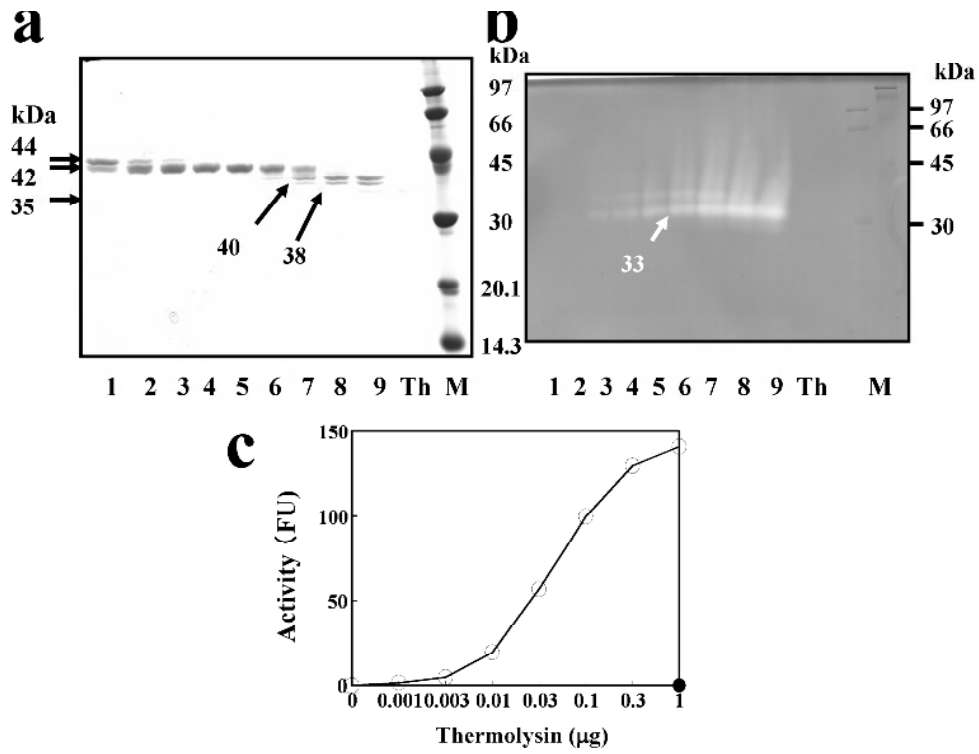 a
kDa
44
42
35
40
38
1 2 3 4 5 6 7 8 9 Th M
b
kDa
97
66
45
30
20.1
14.3
33
kDa
97
66
45
30
1 2 3 4 5 6 7 8 9 Th M
c
Activity (FU)
150
100
50
0
0 0.001 0.003 0.01 0.03 0.1 0.3 1
Thermolysin (μg)